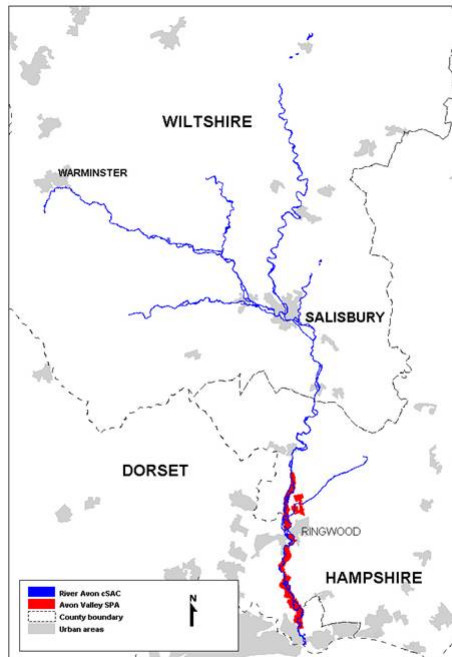 WILTSHIRE
WARMINSTER
SALISBURY
DORSET
RINGWOOD
HAMPSHIRE
River Avon cSAC
Avon Valley SPA
County boundary
Urban areas
N